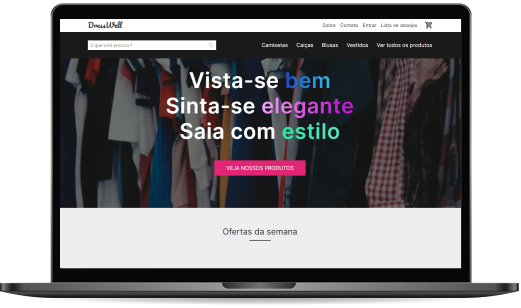 DressWell
Sobre Contato Entrar Lista de desejos
O que você procura ?
Camisetas Calças Blusas Vestidos Ver todos os produtos
Vista-se bem
Sinta-se elegante
Saia com estilo
VEJA NOSSOS PRODUTOS
Ofertas da semana